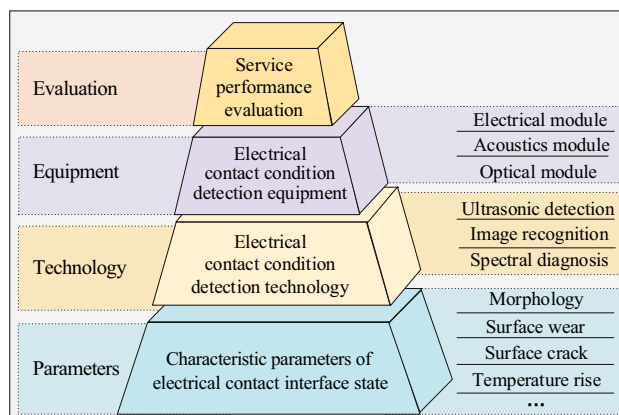 Evaluation
Service
performance
evaluation
Equipment
Electrical
contact condition
detection equipment
Electrical module
Acoustics module
Optical module
Technology
Electrical
contact condition
detection technology
Ultrasonic detection
Image recognition
Spectral diagnosis
Parameters
Characteristic parameters of
electrical contact interface state
Morphology
Surface wear
Surface crack
Temperature rise
...